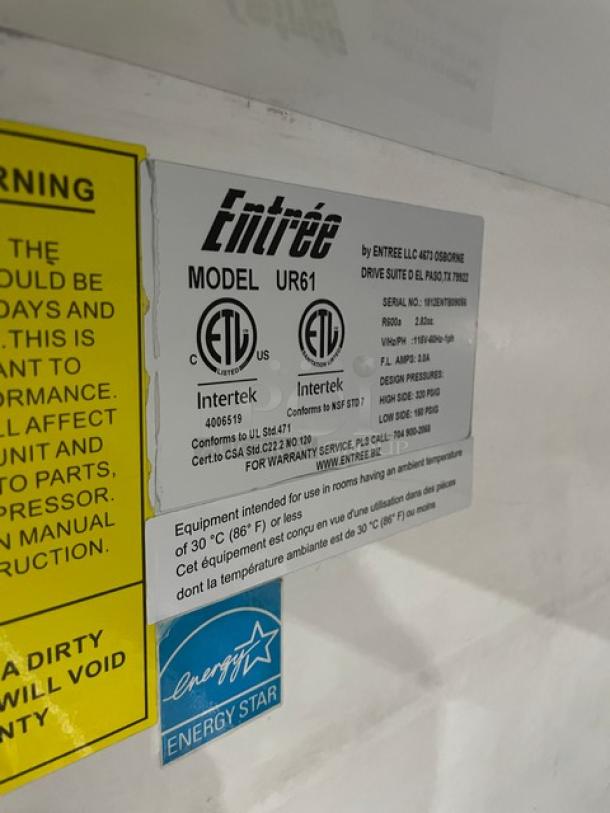 RNING
THE
OULD BE
DAYS AND
.THIS IS
ANT TO
ORMANCE.
LL AFFECT
UNIT AND
TO PARTS,
PRESSOR.
N MANUAL
RUCTION.
A DIRTY
WILL VOID
NTY
Entrée
MODEL UR61
by ENTREE LLC 4673 OSBORNE
DRIVE SUITE D EL PASO,TX 79922
SERIAL NO.:
R600a 2.82oz.
V/Hz/PH :115V-60Hz-1ph
F.L. AMPS:
DESIGN PRESSURES:
HIGH SIDE: 320 PSIG
LOW SIDE: 160 PSIG
C ETL US
LISTED
Intertek
4006519
ETL
SANITATION LISTED
Intertek
Conforms to NSF STD 7
Conforms to UL Std.471
Cert.to CSA Std.C22.2 NO.120
FOR WARRANTY SERVICE, PLS CALL: 704 900-2068
WWW.ENTREE.BIZ
Equipment intended for use in rooms having an ambient temperature
of 30 °C (86° F) or less
Cet équipement est conçu en vue d'une utilisation dans des pièces
dont la température ambiante est de 30 °C (86° F) ou moins
energy
ENERGY STAR